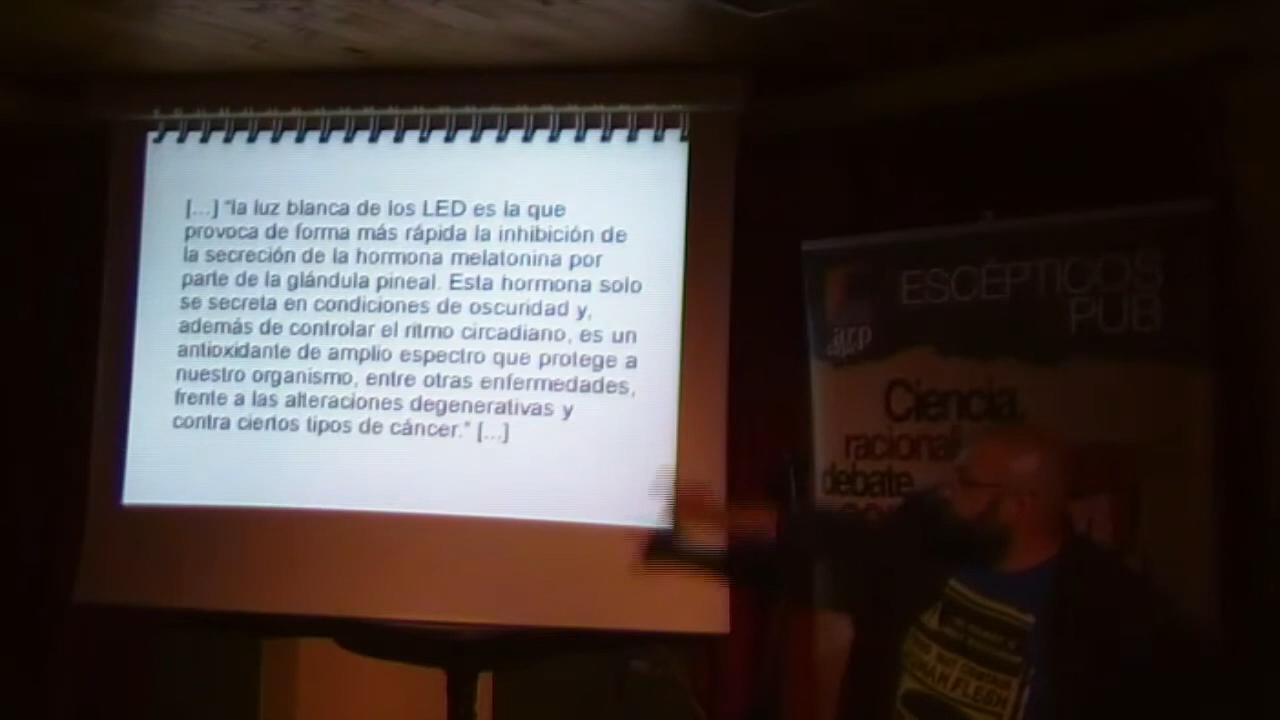 [...] "la luz blanca de los LED es la que
provoca de forma más rápida la inhibición de
la secreción de la hormona melatonina por
parte de la glándula pineal. Esta hormona solo
se secreta en condiciones de oscuridad y,
además de controlar el ritmo circadiano, es un
antioxidante de amplio espectro que protege a
nuestro organismo, entre otras enfermedades,
frente a las alteraciones degenerativas y
contra ciertos tipos de cáncer." [...]
arp
ESCÉPTICOS
PUB
Ciencia,
racional
debate
FLESH